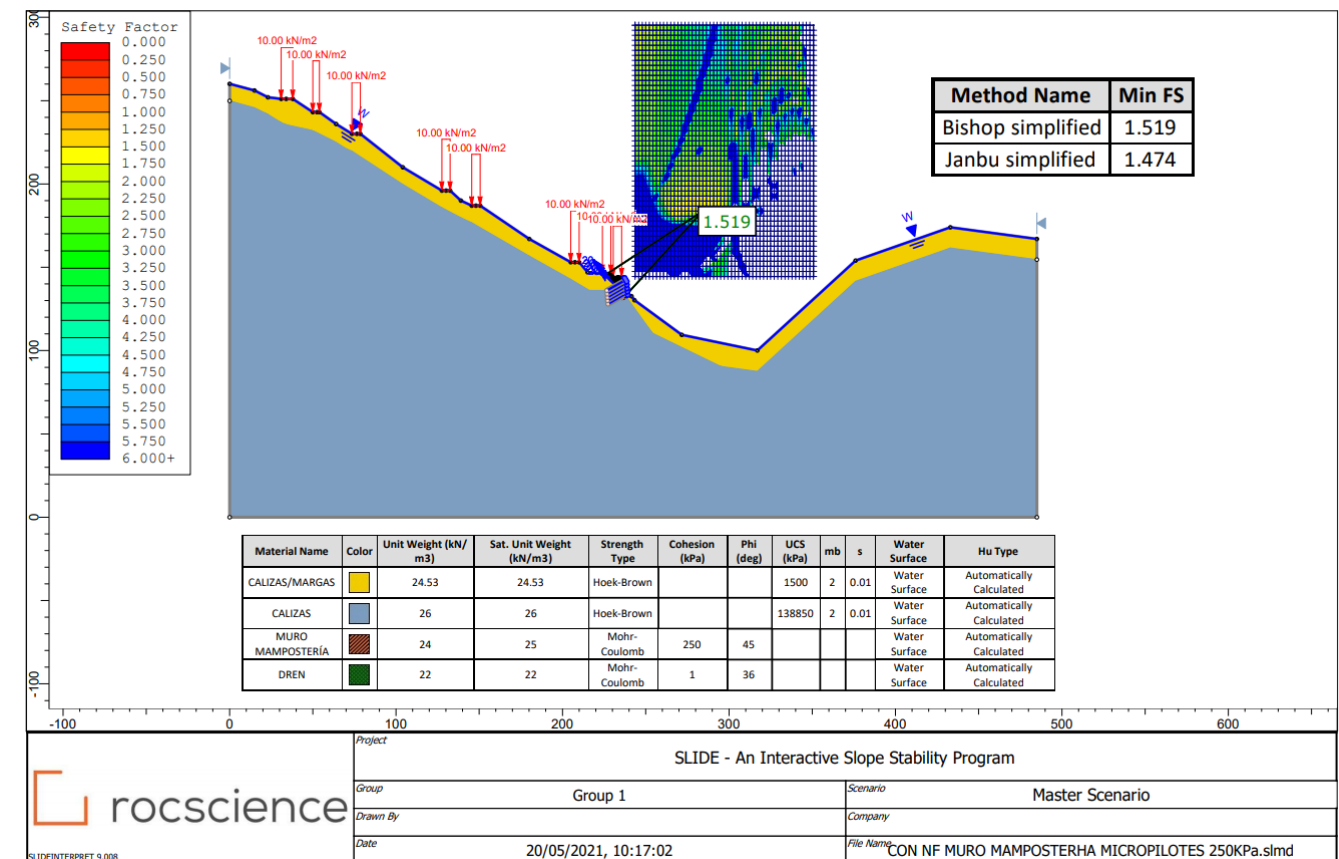 Safety Factor
0.000
0.250
0.500
0.750
1.000
1.250
1.500
1.750
2.000
2.250
2.500
2.750
3.000
3.250
3.500
3.750
4.000
4.250
4.500
4.750
5.000
5.250
5.500
5.750
6.000+
300
200
100
0
-100
10.00 kN/m2
10.00 kN/m2
10.00 kN/m2
W
10.00 kN/m2
10.00 kN/m2
10.00 kN/m2
10.00 kN/m2
1.519
W
Method Name Min FS
Bishop simplified 1.519
Janbu simplified 1.474
Material Name Color Unit Weight (kN/m3) Sat. Unit Weight (kN/m3) Strength Type Cohesion (kPa) Phi (deg) UCS (kPa) mb s Water Surface Hu Type
CALIZAS/MARGAS 24.53 24.53 Hoek-Brown 1500 2 0.01 Water Surface Automatically Calculated
CALIZAS 26 26 Hoek-Brown 138850 2 0.01 Water Surface Automatically Calculated
MURO MAMPOSTERÍA 24 25 Mohr-Coulomb 250 45 Water Surface Automatically Calculated
DREN 22 22 Mohr-Coulomb 1 36 Water Surface Automatically Calculated
-100 0 100 200 300 400 500 600
rocscience
SLIDEINTERPRET 9.008
Project
SLIDE - An Interactive Slope Stability Program
Group
Group 1
Scenario
Master Scenario
Drawn By
Company
Date
20/05/2021, 10:17:02
File Name
CON NF MURO MAMPOSTERHA MICROPILOTES 250KPa.slmd